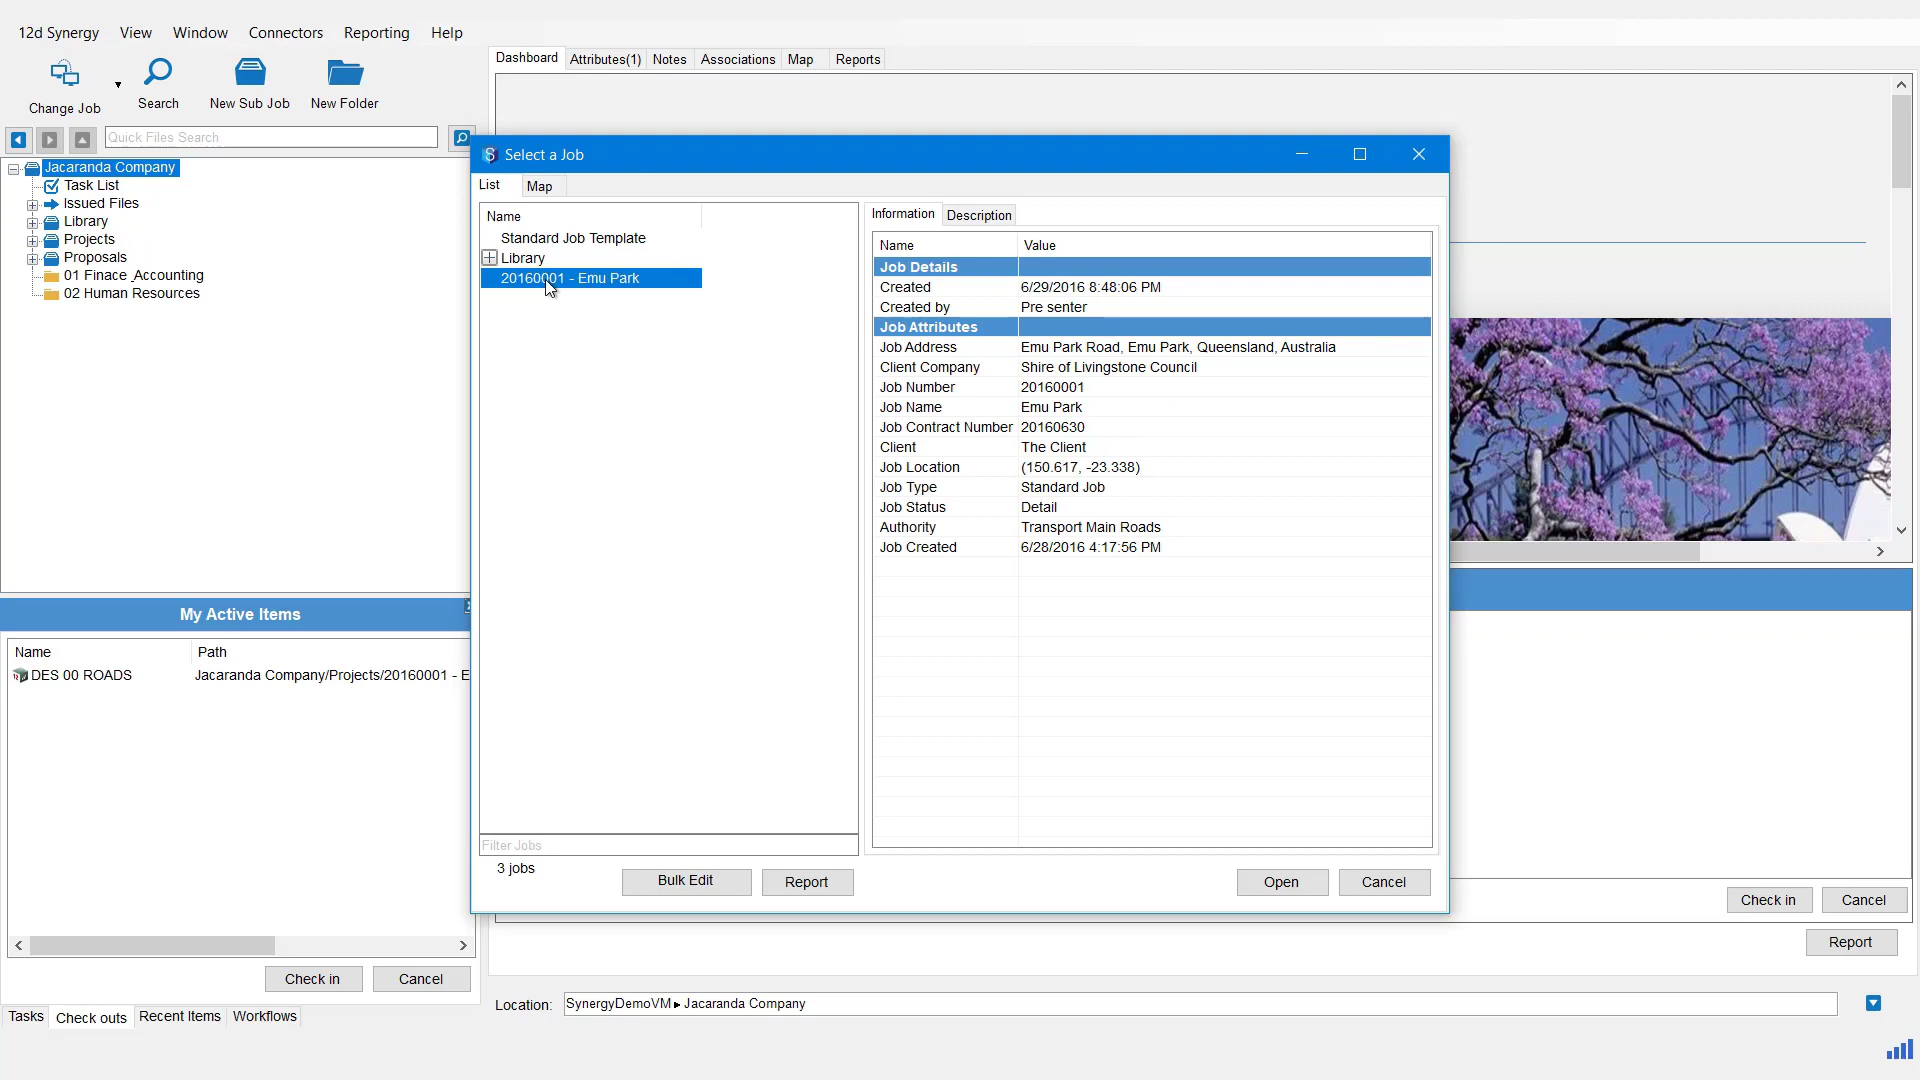 12d Synergy View Window Connectors Reporting Help
Change Job Search New Sub Job New Folder
Quick Files Search
Jacaranda Company
Task List
Issued Files
Library
Projects
Proposals
01 Finace_Accounting
02 Human Resources
My Active Items
Name Path
DES 00 ROADS Jacaranda Company/Projects/20160001 - E
Check in Cancel
Tasks Check outs Recent Items Workflows
Dashboard Attributes(1) Notes Associations Map Reports
Select a Job
List Map
Name
Standard Job Template
Library
20160001 - Emu Park
Filter Jobs
3 jobs
Bulk Edit Report
Information Description
Name Value
Job Details
Created 6/29/2016 8:48:06 PM
Created by Pre senter
Job Attributes
Job Address Emu Park Road, Emu Park, Queensland, Australia
Client Company Shire of Livingstone Council
Job Number 20160001
Job Name Emu Park
Job Contract Number 20160630
Client The Client
Job Location (150.617, -23.338)
Job Type Standard Job
Job Status Detail
Authority Transport Main Roads
Job Created 6/28/2016 4:17:56 PM
Open Cancel
Check in Cancel
Report
Location: SynergyDemoVM ▸ Jacaranda Company